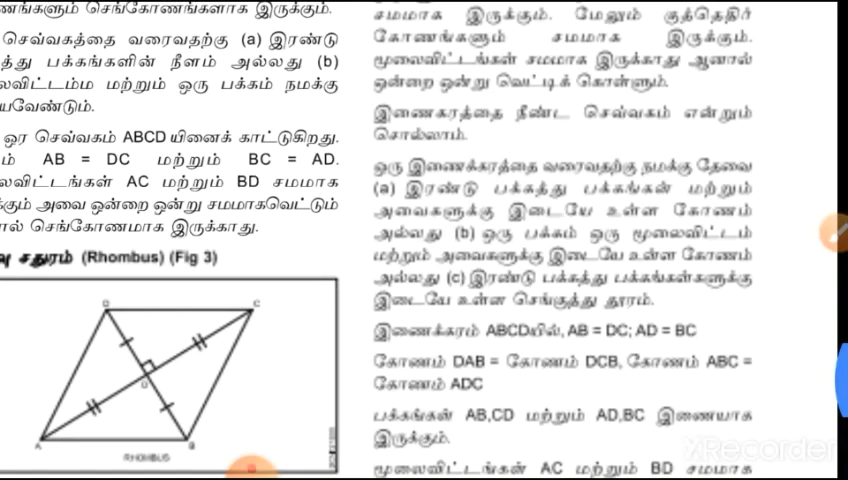 ணங்களும் செங்கோணங்களாக இருக்கும்.
செவ்வகத்தை வரைவதற்கு (a) இரண்டு
த்து பக்கங்களின் நீளம் அல்லது (b)
லவிட்டம்ம மற்றும் ஒரு பக்கம் நமக்கு
யவேண்டும்.
ஒர செவ்வகம் ABCD யினைக் காட்டுகிறது.
ம் AB = DC மற்றும் BC = AD.
லவிட்டங்கள் AC மற்றும் BD சமமாக
க்கும் அவை ஒன்றை ஒன்று சமமாகவெட்டும்
ால் செங்கோணமாக இருக்காது.
சதுரம் (Rhombus) (Fig 3)
D C
O
A B
RHOMBUS
சமமாக இருக்கும். மேலும் குத்தெதிர்
கோணங்களும் சமமாக இருக்கும்.
மூலைவிட்டங்கள் சமமாக இருக்காது ஆனால்
ஒன்றை ஒன்று வெட்டிக் கொள்ளும்.
இணைகரத்தை நீண்ட செவ்வகம் என்றும்
சொல்லாம்.
ஒரு இணைக்கரத்தை வரைவதற்கு நமக்கு தேவை
(a) இரண்டு பக்கத்து பக்கங்கள் மற்றும்
அவைகளுக்கு இடையே உள்ள கோணம்
அல்லது (b) ஒரு பக்கம் ஒரு மூலைவிட்டம்
மற்றும் அவைகளுக்கு இடையே உள்ள கோணம்
அல்லது (c) இரண்டு பக்கத்து பக்கங்கள்களுக்கு
இடையே உள்ள செங்குத்து தூரம்.
இணைக்கரம் ABCDயில், AB = DC; AD = BC
கோணம் DAB = கோணம் DCB, கோணம் ABC =
கோணம் ADC
பக்கங்கள் AB,CD மற்றும் AD,BC இணையாக
இருக்கும்.
மூலைவிட்டங்கள் AC மற்றும் BD சமமாக
XRecorder